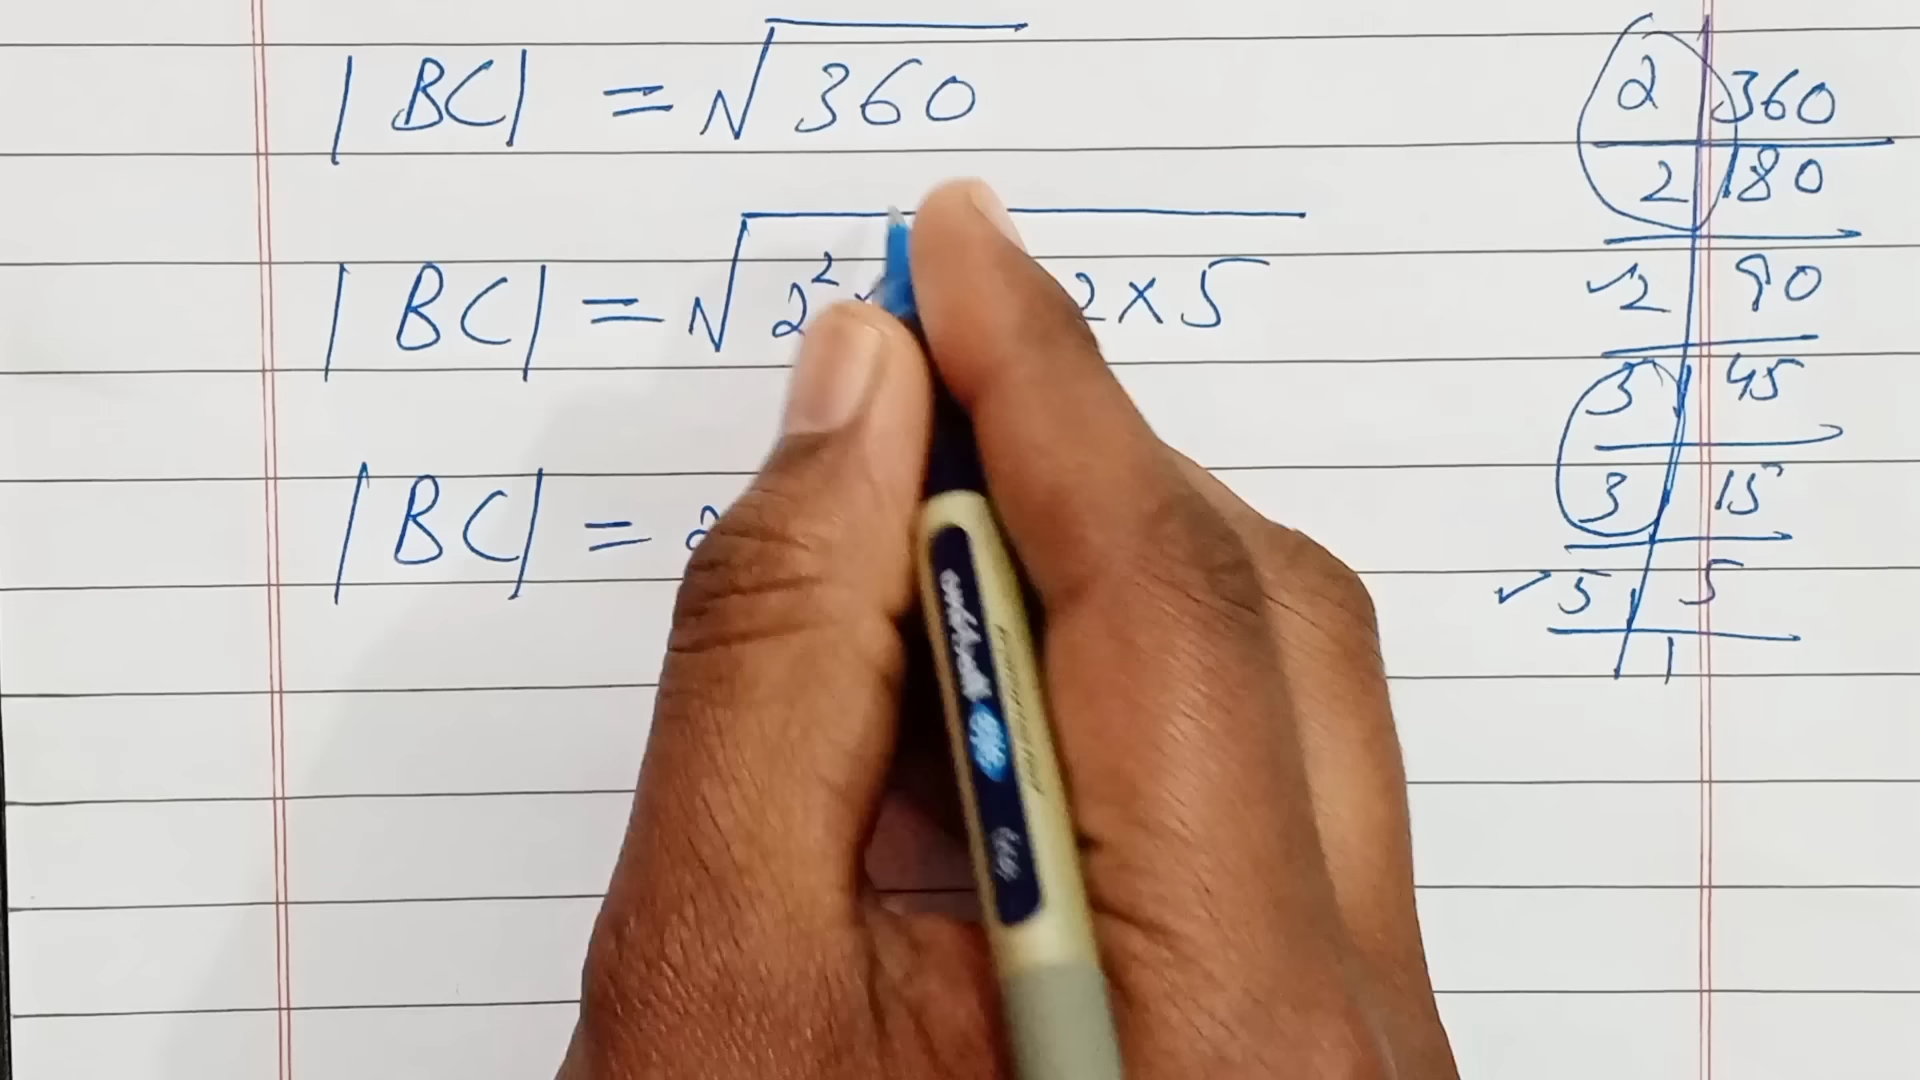 |BC| = √360
|BC| = √2² × 2 × 5
|BC| = 2
2 | 360
2 | 180
✓2 | 90
3 | 45
3 | 15
✓ 5 | 5
1